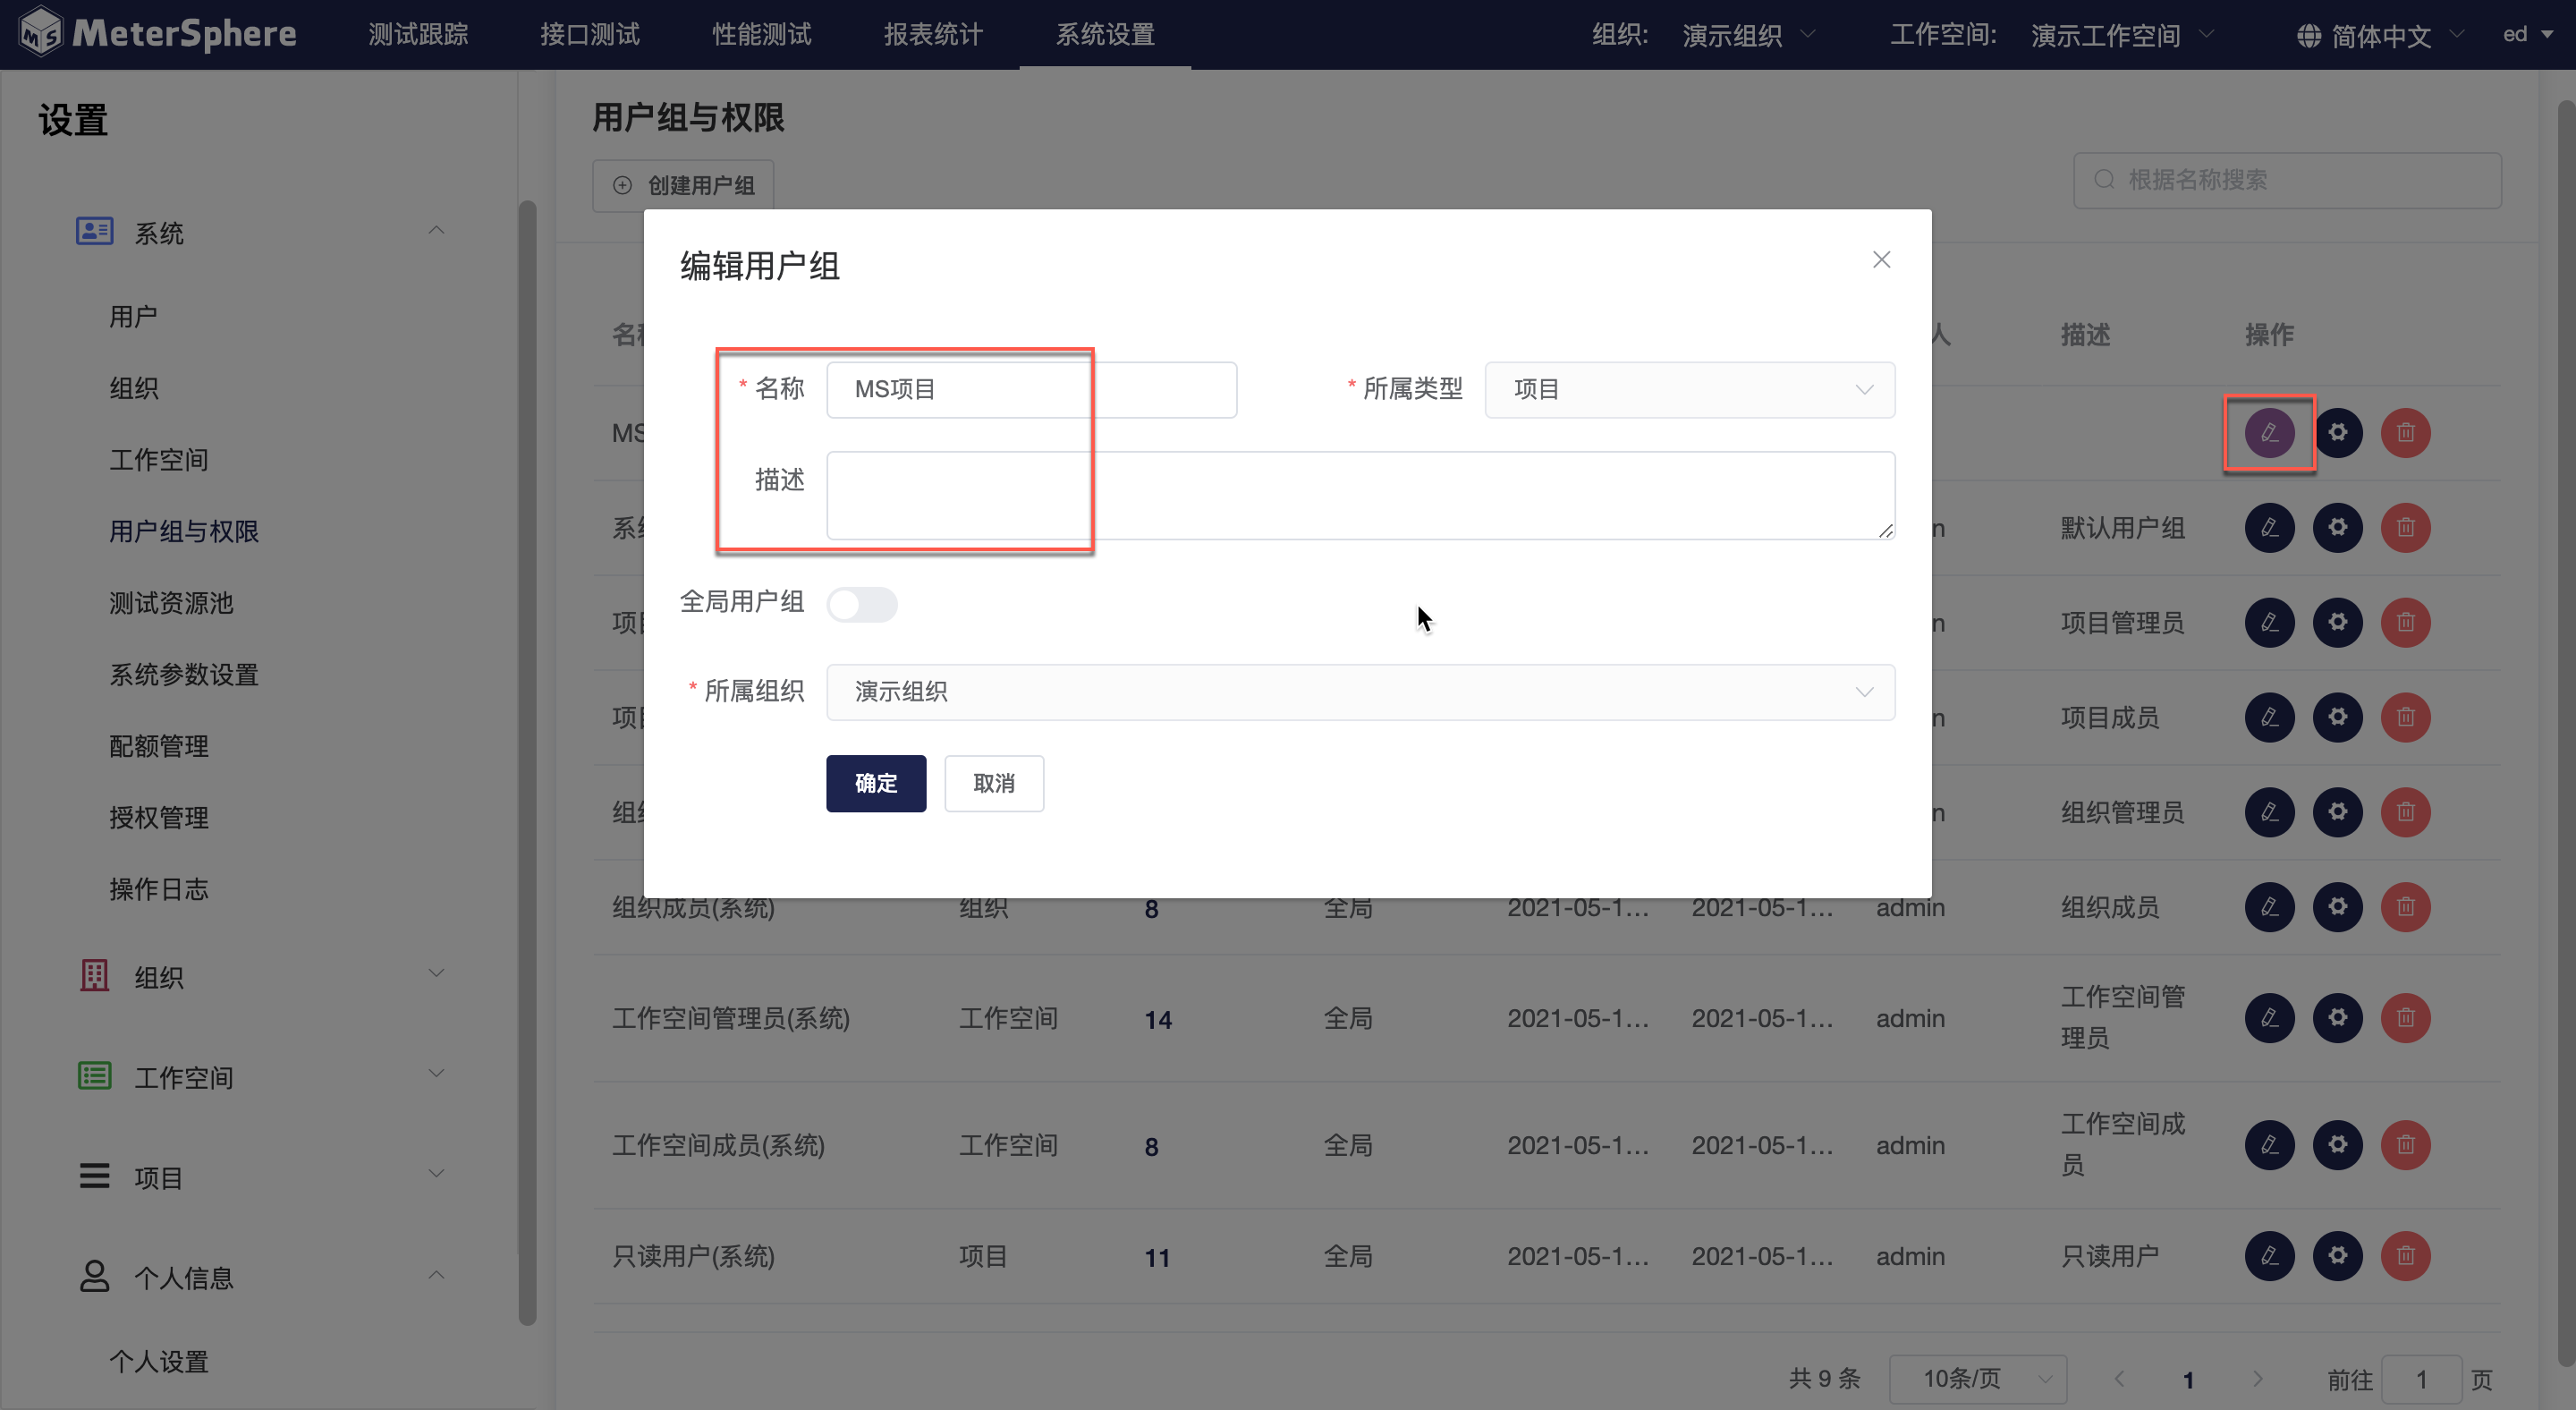 MeterSphere 测试跟踪 接口测试 性能测试 报表统计 系统设置 组织: 演示组织 工作空间: 演示工作空间 简体中文 ed
设置
系统
用户
组织
工作空间
用户组与权限
测试资源池
系统参数设置
配额管理
授权管理
操作日志
组织
工作空间
项目
个人信息
个人设置
用户组与权限
创建用户组
根据名称搜索
编辑用户组
* 名称 MS项目 * 所属类型 项目
描述
全局用户组
* 所属组织 演示组织
确定 取消
名 人 描述 操作
MS
系 n 默认用户组
项 n 项目管理员
项 n 项目成员
组 n 组织管理员
组织成员(系统) 组织 8 全局 2021-05-1... 2021-05-1... admin 组织成员
工作空间管理员(系统) 工作空间 14 全局 2021-05-1... 2021-05-1... admin 工作空间管
理员
工作空间成员(系统) 工作空间 8 全局 2021-05-1... 2021-05-1... admin 工作空间成
员
只读用户(系统) 项目 11 全局 2021-05-1... 2021-05-1... admin 只读用户
共 9 条 10条/页 1 前往 1 页